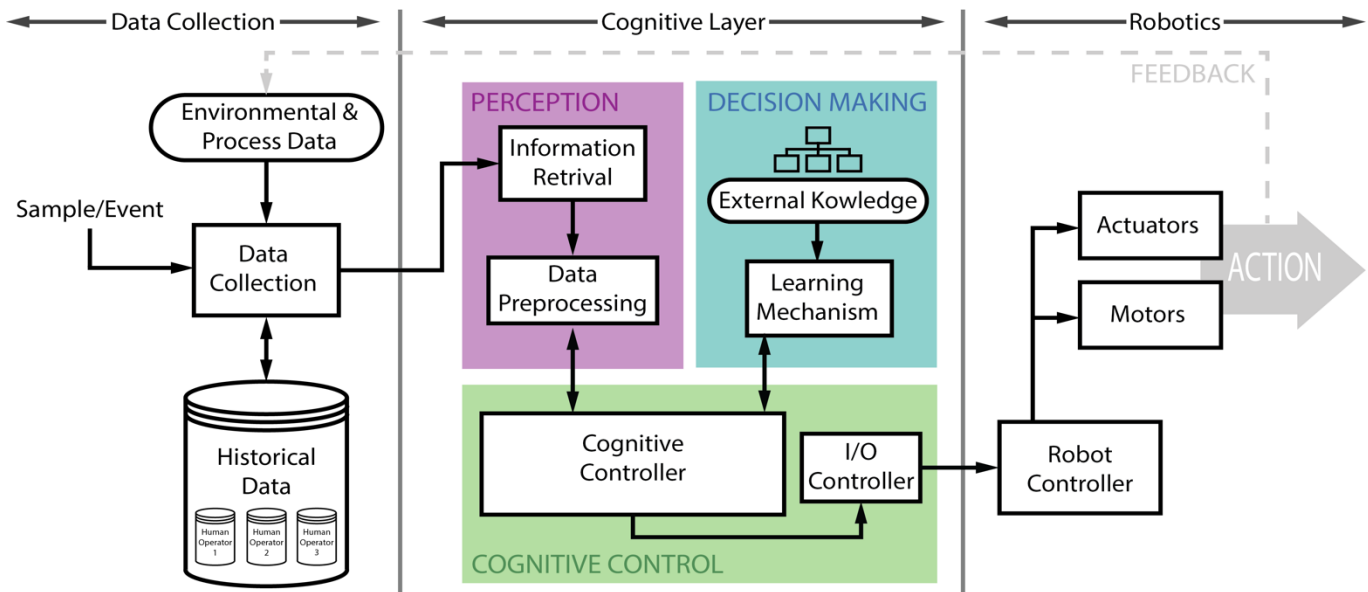 Data Collection
Cognitive Layer
Robotics
FEEDBACK
Environmental &
Process Data
Sample/Event
Data
Collection
Historical
Data
Human
Operator
1
Human
Operator
2
Human
Operator
3
PERCEPTION
Information
Retrival
Data
Preprocessing
DECISION MAKING
External Kowledge
Learning
Mechanism
Cognitive
Controller
I/O
Controller
COGNITIVE CONTROL
Actuators
Motors
ACTION
Robot
Controller